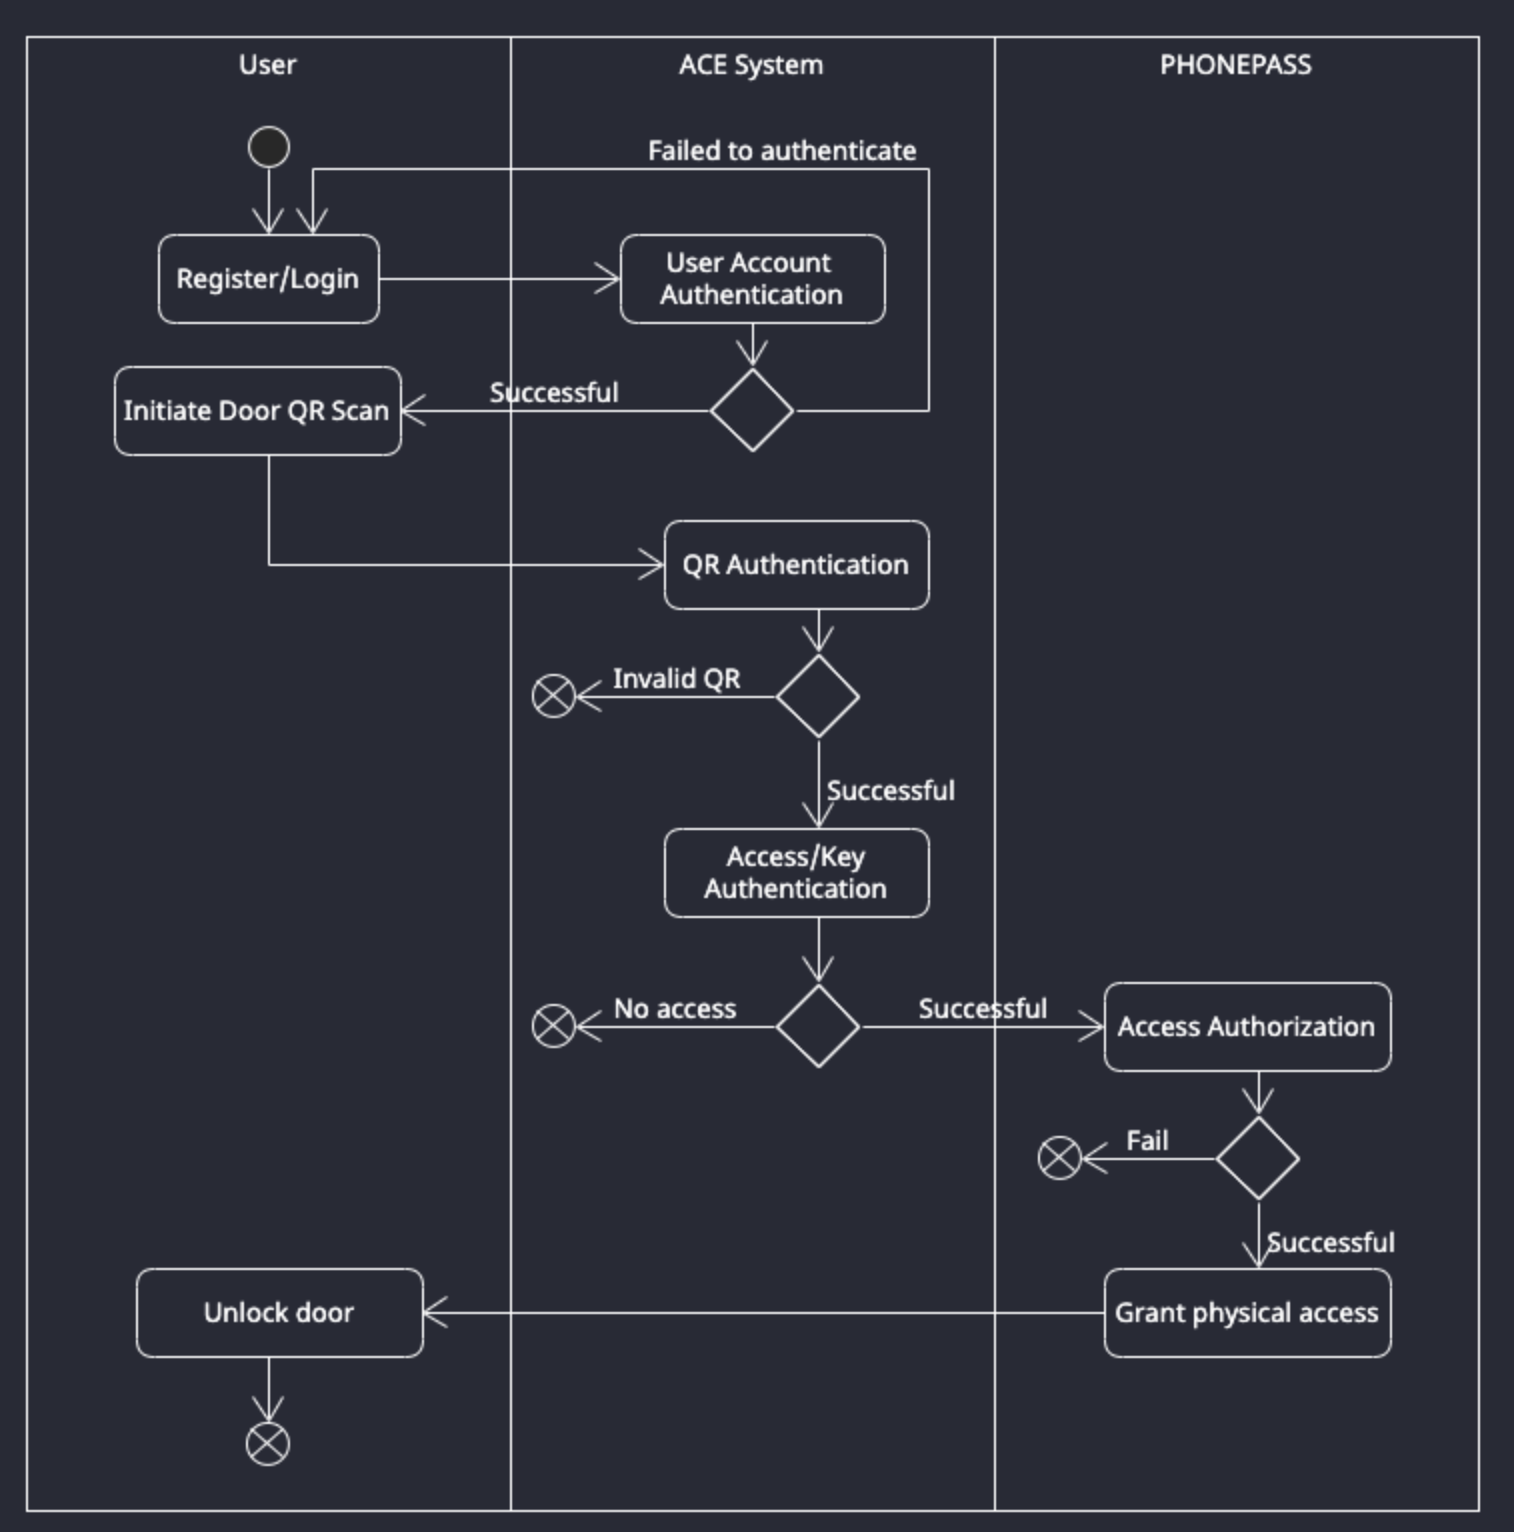 User
ACE System
PHONEPASS
Failed to authenticate
Register/Login
User Account
Authentication
Successful
Initiate Door QR Scan
QR Authentication
Invalid QR
Successful
Access/Key
Authentication
No access
Successful
Access Authorization
Fail
Successful
Unlock door
Grant physical access